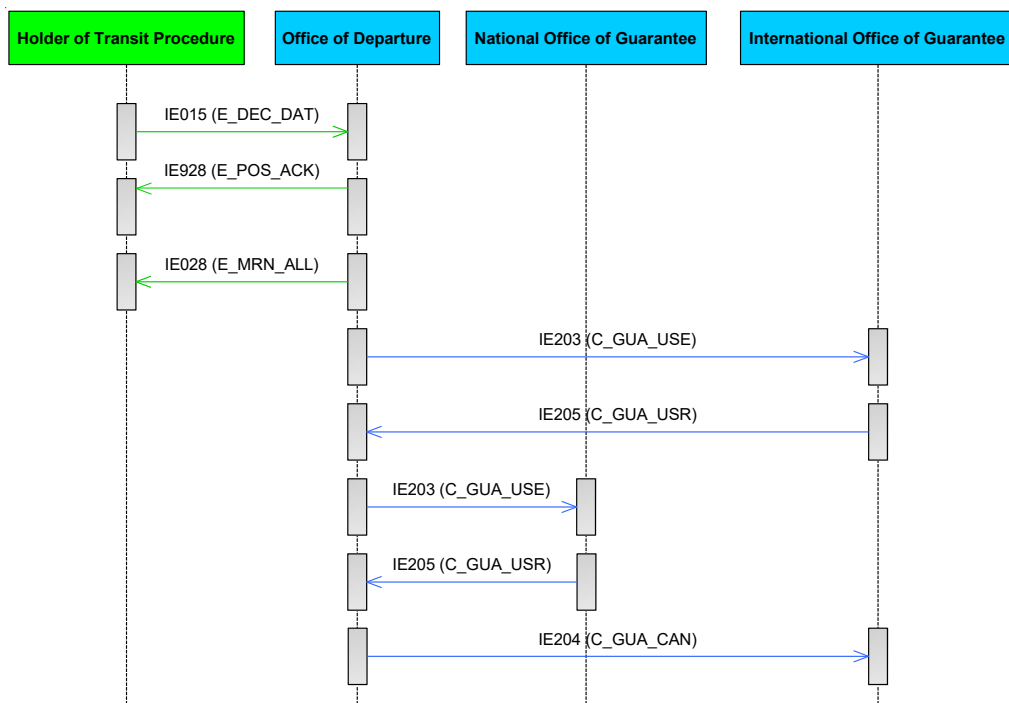 Holder of Transit Procedure
Office of Departure
National Office of Guarantee
International Office of Guarantee
IE015 (E_DEC_DAT)
IE928 (E_POS_ACK)
IE028 (E_MRN_ALL)
IE203 (C_GUA_USE)
IE205 (C_GUA_USR)
IE203 (C_GUA_USE)
IE205 (C_GUA_USR)
IE204 (C_GUA_CAN)